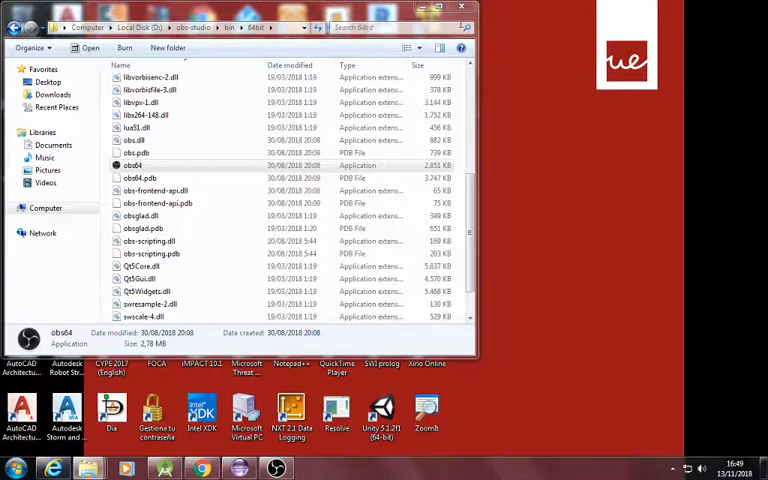 Computer ▸ Local Disk (D:) ▸ obs-studio ▸ bin ▸ 64bit ▸
Search 64bit
Organize Open Burn New folder
Name Date modified Type Size
Favorites
Desktop
Downloads
Recent Places
Libraries
Documents
Music
Pictures
Videos
Computer
Network
libvorbisenc-2.dll 19/03/2018 1:19 Application extens... 999 KB
libvorbisfile-3.dll 19/03/2018 1:19 Application extens... 378 KB
libvpx-1.dll 19/03/2018 1:19 Application extens... 3.144 KB
libx264-148.dll 19/03/2018 1:19 Application extens... 1.752 KB
lua51.dll 19/03/2018 1:19 Application extens... 456 KB
obs.dll 30/08/2018 20:08 Application extens... 882 KB
obs.pdb 30/08/2018 20:09 PDB File 739 KB
obs64 30/08/2018 20:08 Application 2.851 KB
obs64.pdb 30/08/2018 20:09 PDB File 3.747 KB
obs-frontend-api.dll 30/08/2018 20:08 Application extens... 65 KB
obs-frontend-api.pdb 30/08/2018 20:09 PDB File 75 KB
obsglad.dll 19/03/2018 1:19 Application extens... 349 KB
obsglad.pdb 19/03/2018 1:20 PDB File 651 KB
obs-scripting.dll 20/08/2018 5:44 Application extens... 169 KB
obs-scripting.pdb 20/08/2018 5:44 PDB File 203 KB
Qt5Core.dll 19/03/2018 1:19 Application extens... 5.837 KB
Qt5Gui.dll 19/03/2018 1:19 Application extens... 4.570 KB
Qt5Widgets.dll 19/03/2018 1:19 Application extens... 5.468 KB
swresample-2.dll 19/03/2018 1:19 Application extens... 130 KB
swscale-4.dll 19/03/2018 1:19 Application extens... 529 KB
obs64 Date modified: 30/08/2018 20:08 Date created: 30/08/2018 20:08
Application Size: 2,78 MB
ue
AutoCAD Architectu...
Autodesk Robot Str...
CYPE 2017 (English)
FOCA
iMPACT 10.1
Microsoft Threat ...
Notepad++
QuickTime Player
SWI prolog
Xirio Online
AutoCAD Architectu...
Autodesk Storm and ...
Dia
Gestiona tu contraseña
Intel XDK
Microsoft Virtual PC
NXT 2.1 Data Logging
Resolve
Unity 5.1.2f1 (64-bit)
ZoomIt
16:49
13/11/2018